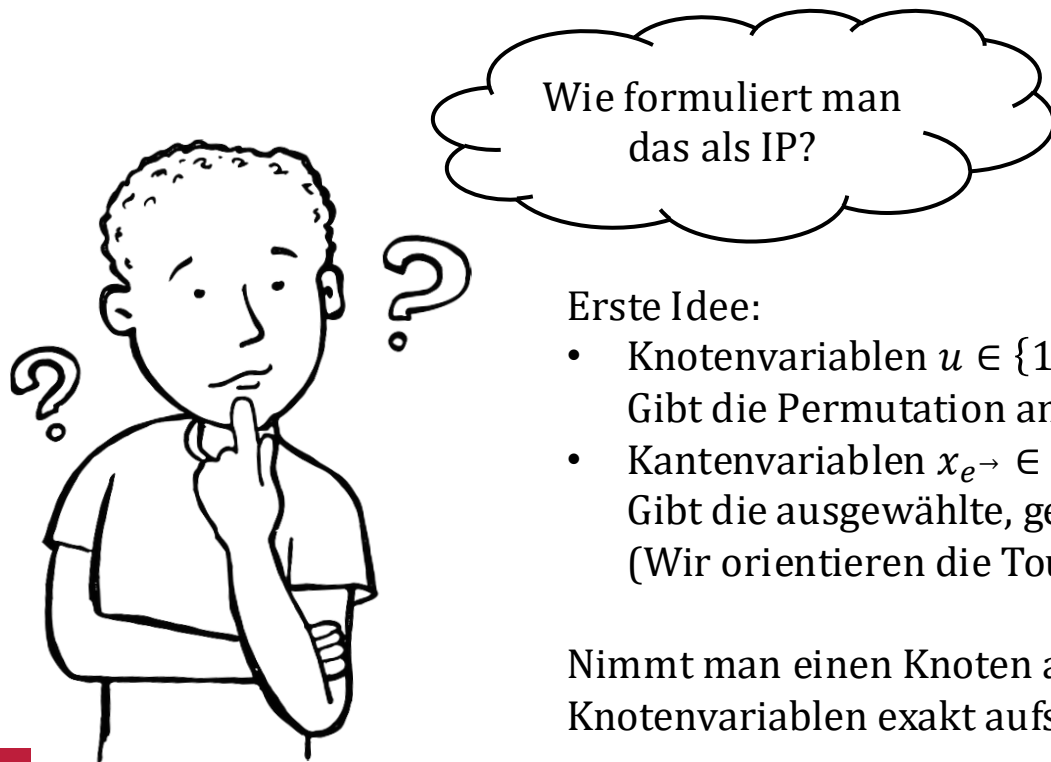 Wie formuliert man
das als IP?
?
?
Erste Idee:
• Knotenvariablen 𝑢 ∈ {1
Gibt die Permutation an
• Kantenvariablen 𝑥ₑ→ ∈
Gibt die ausgewählte, ge
(Wir orientieren die Tou
Nimmt man einen Knoten a
Knotenvariablen exakt aufs